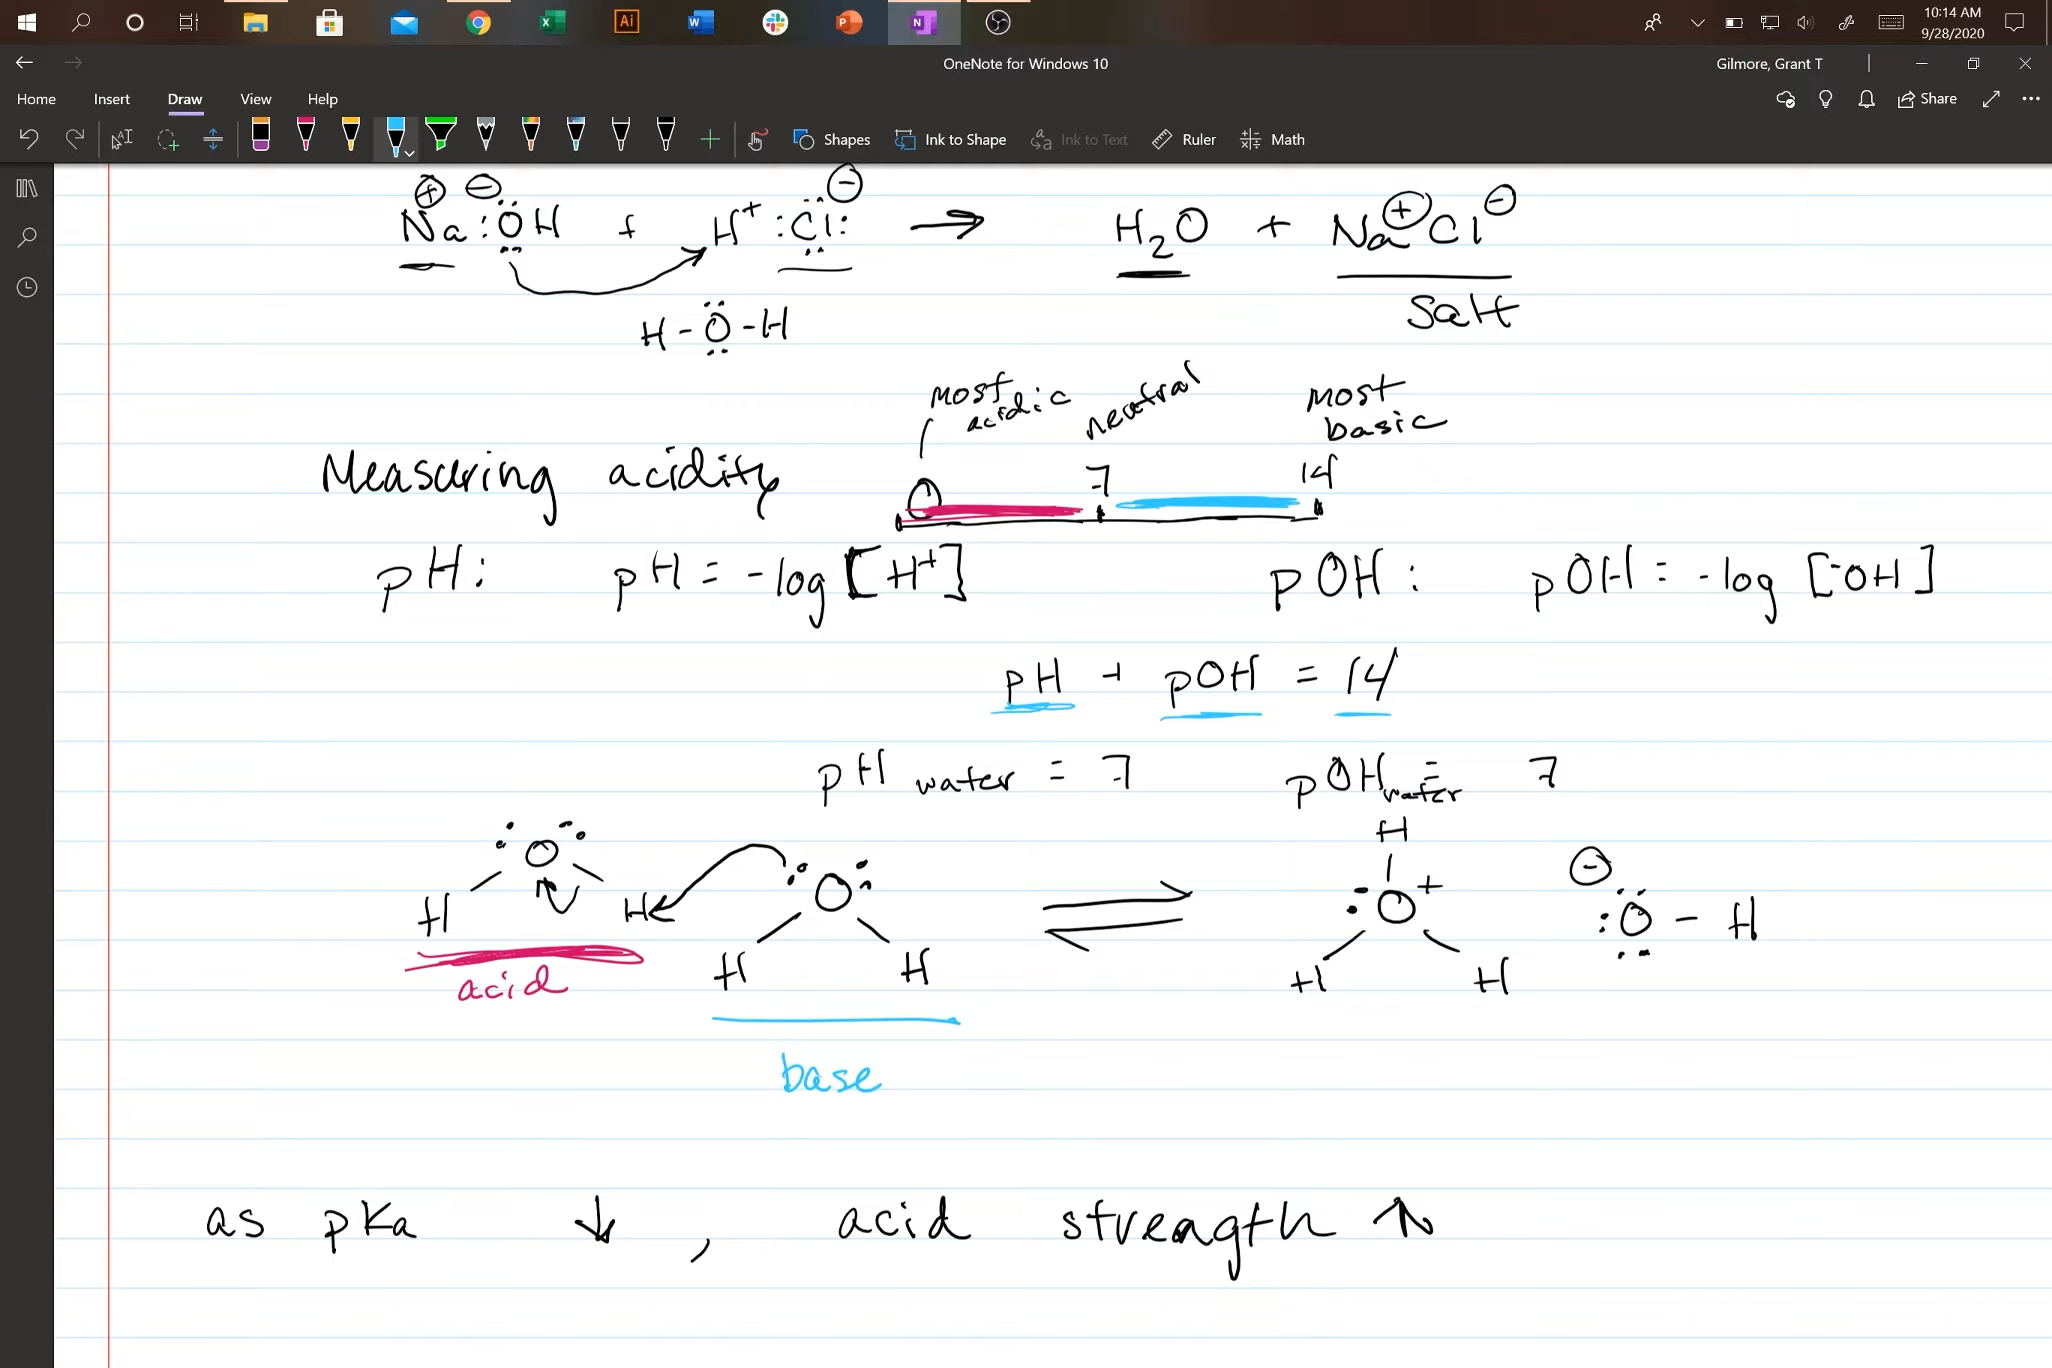 10:14 AM
9/28/2020
OneNote for Windows 10
Gilmore, Grant T
Home Insert Draw View Help
Share
Shapes Ink to Shape Ink to Text Ruler Math
Na⊕ ⊖:ÖH + H⁺ :Cl:⊖ → H₂O + Na⊕Cl⊖
salt
H-Ö-H
most acidic neutral most basic
Measuring acidity 0 7 14
pH: pH = -log [H⁺] pOH: pOH = -log [⁻OH]
pH + pOH = 14
pH water = 7 pOH water = 7
H O H H O H ⇌ H O⁺ H H ⊖ :O - H
acid
base
as pKa ↓, acid strength ↑